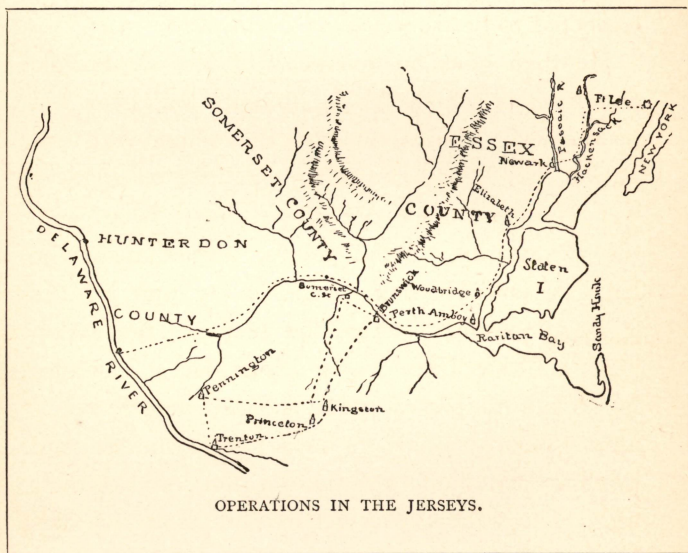 Ft Lee
Passaic R
Hackensack
NEW YORK
SOMERSET COUNTY
ESSEX
COUNTY
Newark
Elizabeth
HUNTERDON
COUNTY
DELAWARE RIVER
Somerset
C. H
Brunswick
Woodbridge
Perth Amboy
Staten
I
Raritan Bay
Sandy Hook
Pennington
Princeton
Kingston
Trenton
OPERATIONS IN THE JERSEYS.